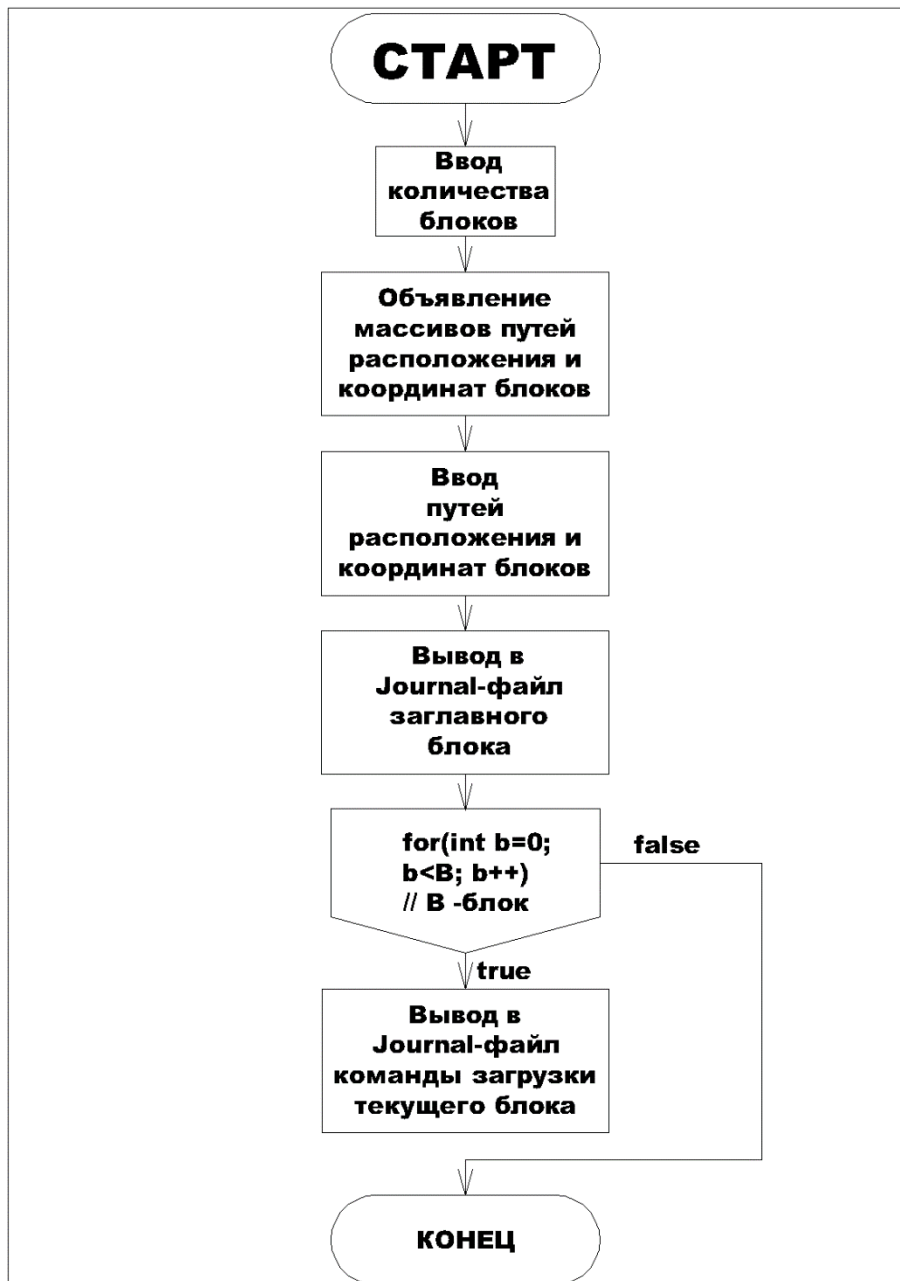 СТАРТ
Ввод
количества
блоков
Объявление
массивов путей
расположения и
координат блоков
Ввод
путей
расположения и
координат блоков
Вывод в
Journal-файл
заглавного
блока
for(int b=0;
b<B; b++)
// B -блок
false
true
Вывод в
Journal-файл
команды загрузки
текущего блока
КОНЕЦ